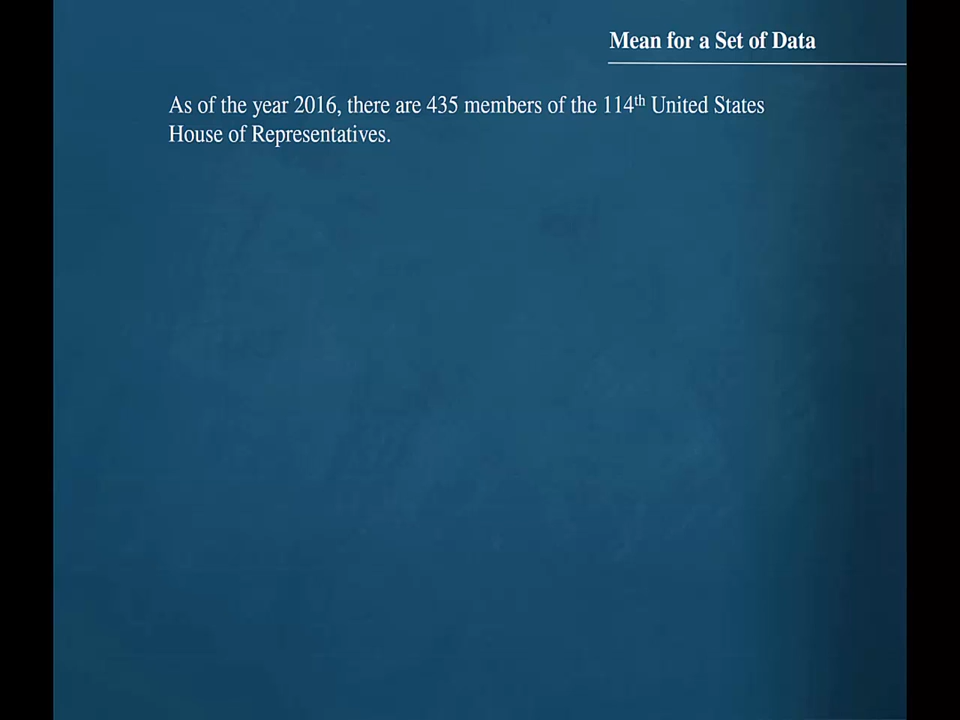 Mean for a Set of Data
As of the year 2016, there are 435 members of the 114th United States
House of Representatives.